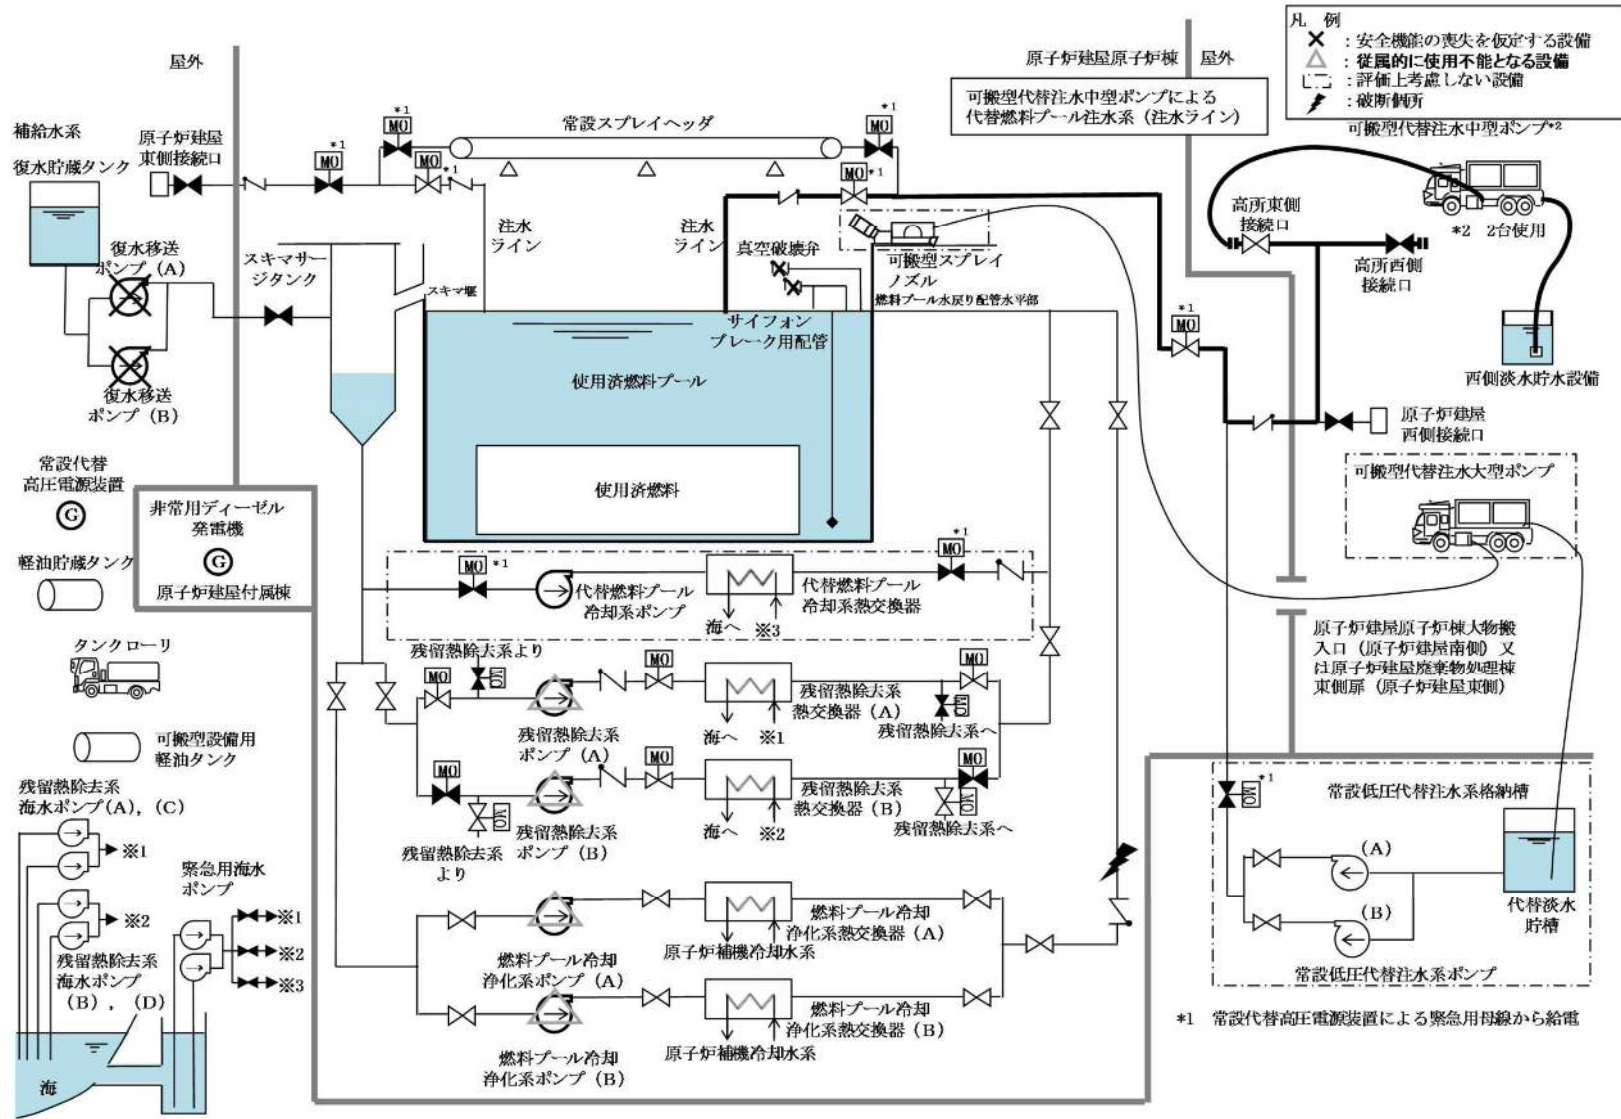 凡 例
: 安全機能の喪失を仮定する設備
: 従属的に使用不能となる設備
: 評価上考慮しない設備
: 破断個所
屋外
原子炉建屋原子炉棟
屋外
可搬型代替注水中型ポンプによる
代替燃料プール注水系（注水ライン）
可搬型代替注水中型ポンプ*2
*2 2台使用
補給水系
復水貯蔵タンク
原子炉建屋
東側接続口
MO
*1
MO
*1
MO
*1
常設スプレイヘッダ
MO
*1
MO
*1
高所東側
接続口
高所西側
接続口
西側淡水貯水設備
復水移送
ポンプ（A）
復水移送
ポンプ（B）
スキマサー
ジタンク
スキマ堰
注水
ライン
注水
ライン
真空破壊弁
可搬型スプレイ
ノズル
燃料プール水戻り配管水平部
サイフォン
ブレーク用配管
使用済燃料プール
使用済燃料
MO
*1
原子炉建屋
西側接続口
常設代替
高圧電源装置
G
非常用ディーゼル
発電機
G
原子炉建屋付属棟
軽油貯蔵タンク
タンクローリ
可搬型設備用
軽油タンク
可搬型代替注水大型ポンプ
原子炉建屋原子炉棟大物搬
入口（原子炉建屋南側）又
は原子炉建屋廃棄物処理棟
東側扉（原子炉建屋東側）
MO
*1
代替燃料プール
冷却系ポンプ
海へ
※3
代替燃料プール
冷却系熱交換器
MO
*1
残留熱除去系より
MO
MO
残留熱除去系
ポンプ（A）
MO
海へ
※1
残留熱除去系
熱交換器（A）
MO
MO
残留熱除去系へ
MO
MO
残留熱除去系
より
残留熱除去系
ポンプ（B）
MO
海へ
※2
残留熱除去系
熱交換器（B）
MO
MO
残留熱除去系へ
残留熱除去系
海水ポンプ(A)，(C)
※1
※2
残留熱除去系
海水ポンプ
（B），（D）
緊急用海水
ポンプ
※1
※2
※3
海
燃料プール冷却
浄化系ポンプ（A）
原子炉補機冷却水系
燃料プール冷却
浄化系熱交換器（A）
燃料プール冷却
浄化系ポンプ（B）
原子炉補機冷却水系
燃料プール冷却
浄化系熱交換器（B）
MO
*1
常設低圧代替注水系格納槽
（A）
（B）
代替淡水
貯槽
常設低圧代替注水系ポンプ
*1 常設代替高圧電源装置による緊急用母線から給電